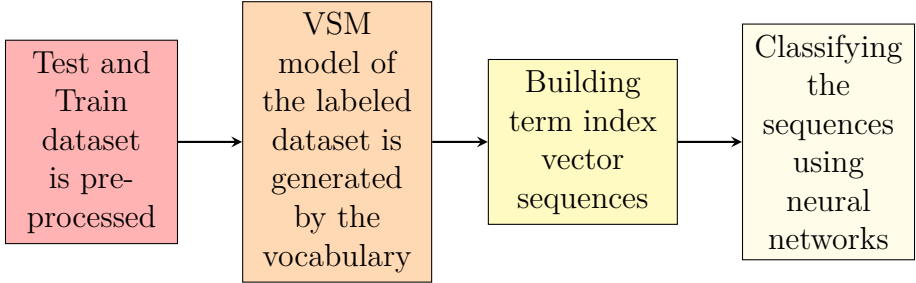 Test and
Train
dataset
is pre-
processed
VSM
model of
the labeled
dataset is
generated
by the
vocabulary
Building
term index
vector
sequences
Classifying
the
sequences
using
neural
networks